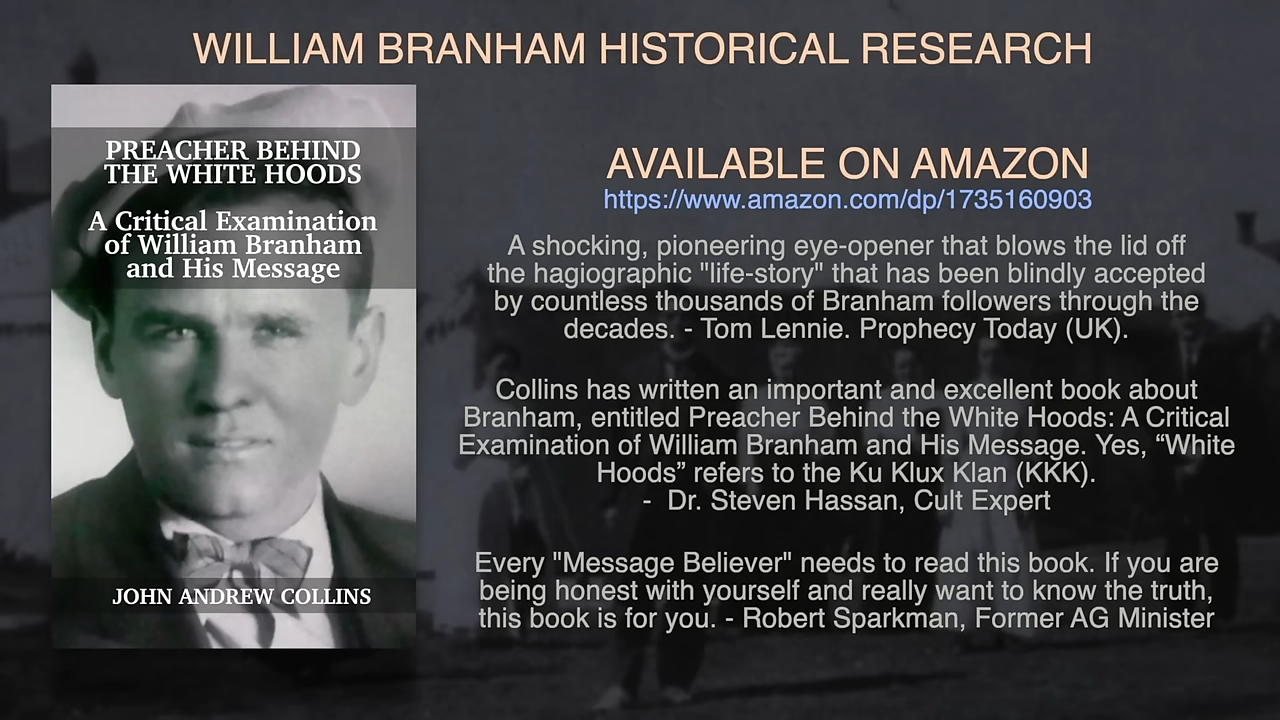 WILLIAM BRANHAM HISTORICAL RESEARCH
PREACHER BEHIND
THE WHITE HOODS
A Critical Examination
of William Branham
and His Message
JOHN ANDREW COLLINS
AVAILABLE ON AMAZON
https://www.amazon.com/dp/1735160903
A shocking, pioneering eye-opener that blows the lid off
the hagiographic "life-story" that has been blindly accepted
by countless thousands of Branham followers through the
decades. - Tom Lennie. Prophecy Today (UK).
Collins has written an important and excellent book about
Branham, entitled Preacher Behind the White Hoods: A Critical
Examination of William Branham and His Message. Yes, “White
Hoods” refers to the Ku Klux Klan (KKK).
- Dr. Steven Hassan, Cult Expert
Every "Message Believer" needs to read this book. If you are
being honest with yourself and really want to know the truth,
this book is for you. - Robert Sparkman, Former AG Minister